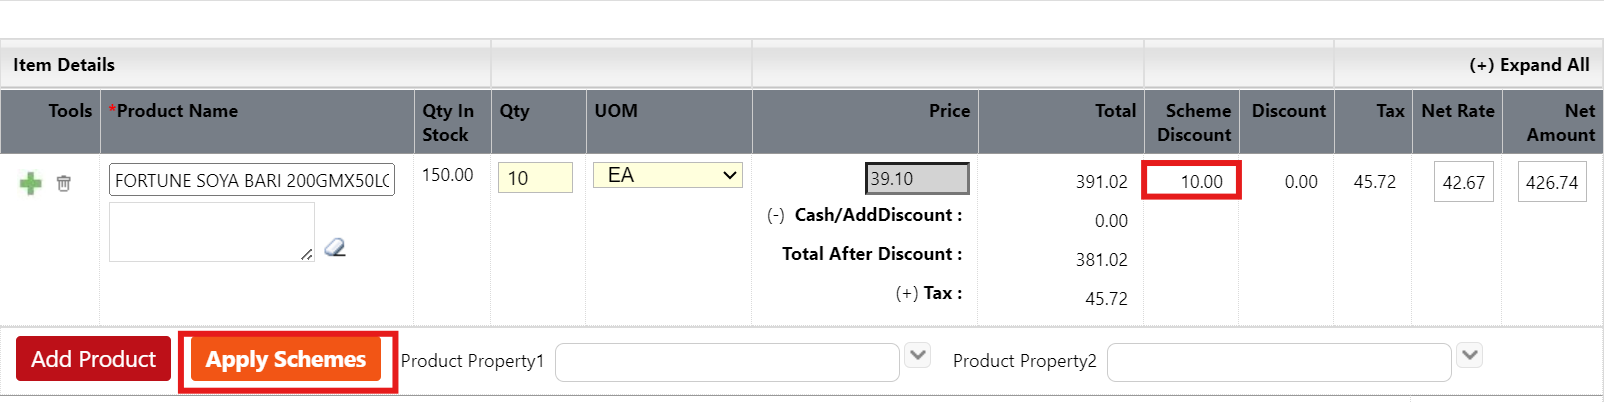 Item Details (+) Expand All
Tools *Product Name Qty In Stock Qty UOM Price Total Scheme Discount Discount Tax Net Rate Net Amount
FORTUNE SOYA BARI 200GMX50LC 150.00 10 EA 39.10 391.02 10.00 0.00 45.72 42.67 426.74
(-) Cash/AddDiscount : 0.00
Total After Discount : 381.02
(+) Tax : 45.72
Add Product Apply Schemes Product Property1 Product Property2